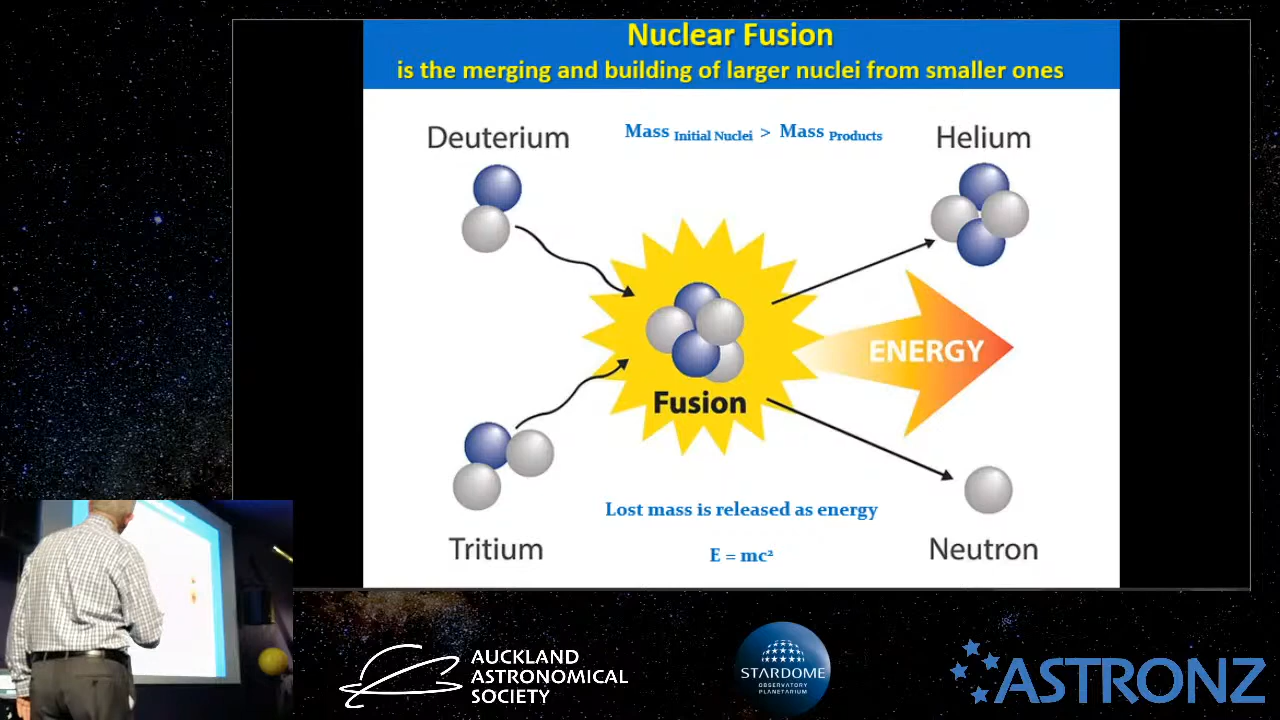 Nuclear Fusion
is the merging and building of larger nuclei from smaller ones
Deuterium
Mass Initial Nuclei > Mass Products
Helium
ENERGY
Fusion
Lost mass is released as energy
Tritium
E = mc²
Neutron
AUCKLAND
ASTRONOMICAL
SOCIETY
STARDOME
OBSERVATORY
PLANETARIUM
ASTRONZ